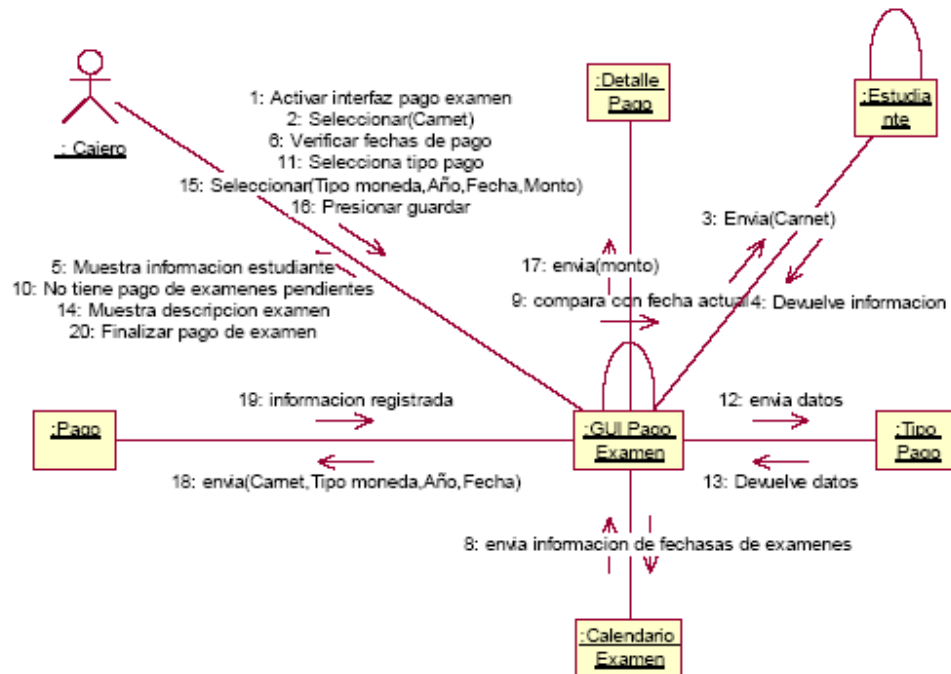 : Cajero
1: Activar interfaz pago examen
2: Seleccionar(Carnet)
6: Verificar fechas de pago
11: Selecciona tipo pago
15: Seleccionar(Tipo moneda,Año,Fecha,Monto)
16: Presionar guardar
:Detalle
Pago
:Estudia
nte
3: Envia(Carnet)
5: Muestra informacion estudiante
10: No tiene pago de examenes pendientes
14: Muestra descripcion examen
20: Finalizar pago de examen
17: envia(monto)
9: compara con fecha actual
4: Devuelve informacion
19: informacion registrada
12: envia datos
:Pago
:GUI Pago
Examen
:Tipo
Pago
18: envia(Carnet,Tipo moneda,Año,Fecha)
13: Devuelve datos
8: envia informacion de fechasas de examenes
:Calendario
Examen